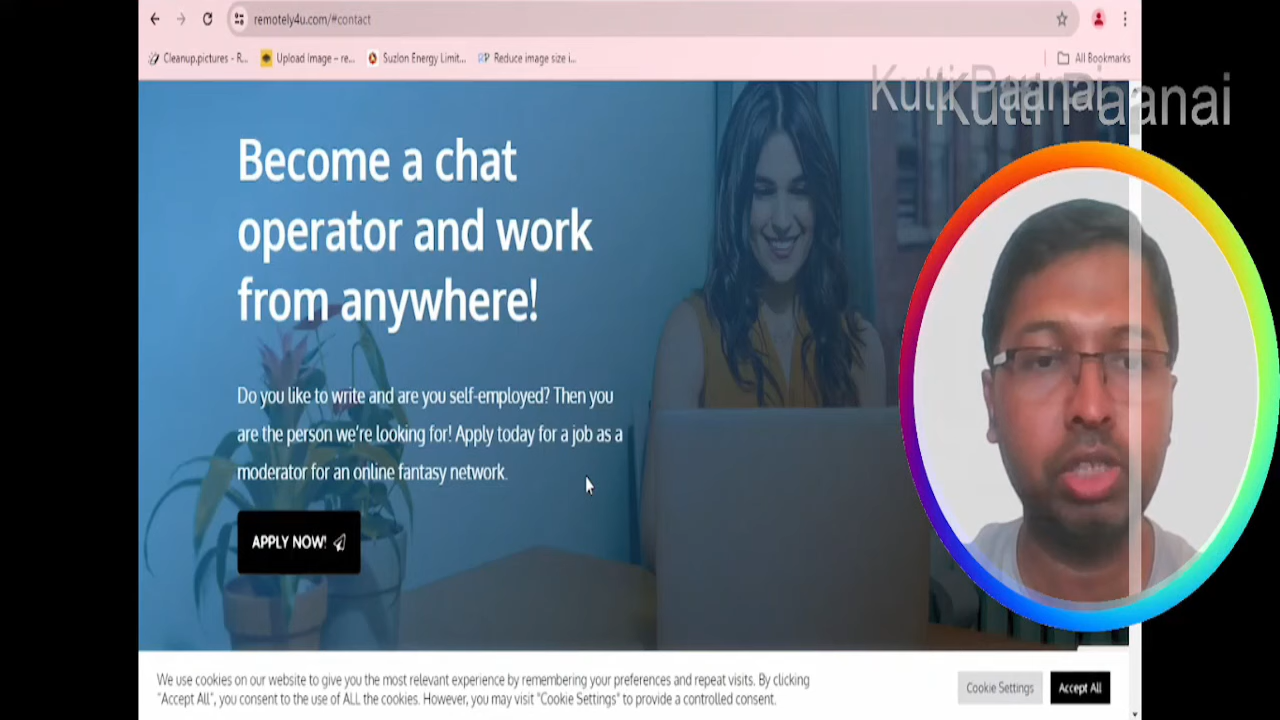 remotely4u.com/#contact
Cleanup.pictures - R...
Upload Image – re...
Suzlon Energy Limit...
RP Reduce image size i...
All Bookmarks
Kutti Paanai
Kutti Paanai
Become a chat
operator and work
from anywhere!
Do you like to write and are you self-employed? Then you
are the person we're looking for! Apply today for a job as a
moderator for an online fantasy network.
APPLY NOW!
We use cookies on our website to give you the most relevant experience by remembering your preferences and repeat visits. By clicking
"Accept All", you consent to the use of ALL the cookies. However, you may visit "Cookie Settings" to provide a controlled consent.
Cookie Settings
Accept All